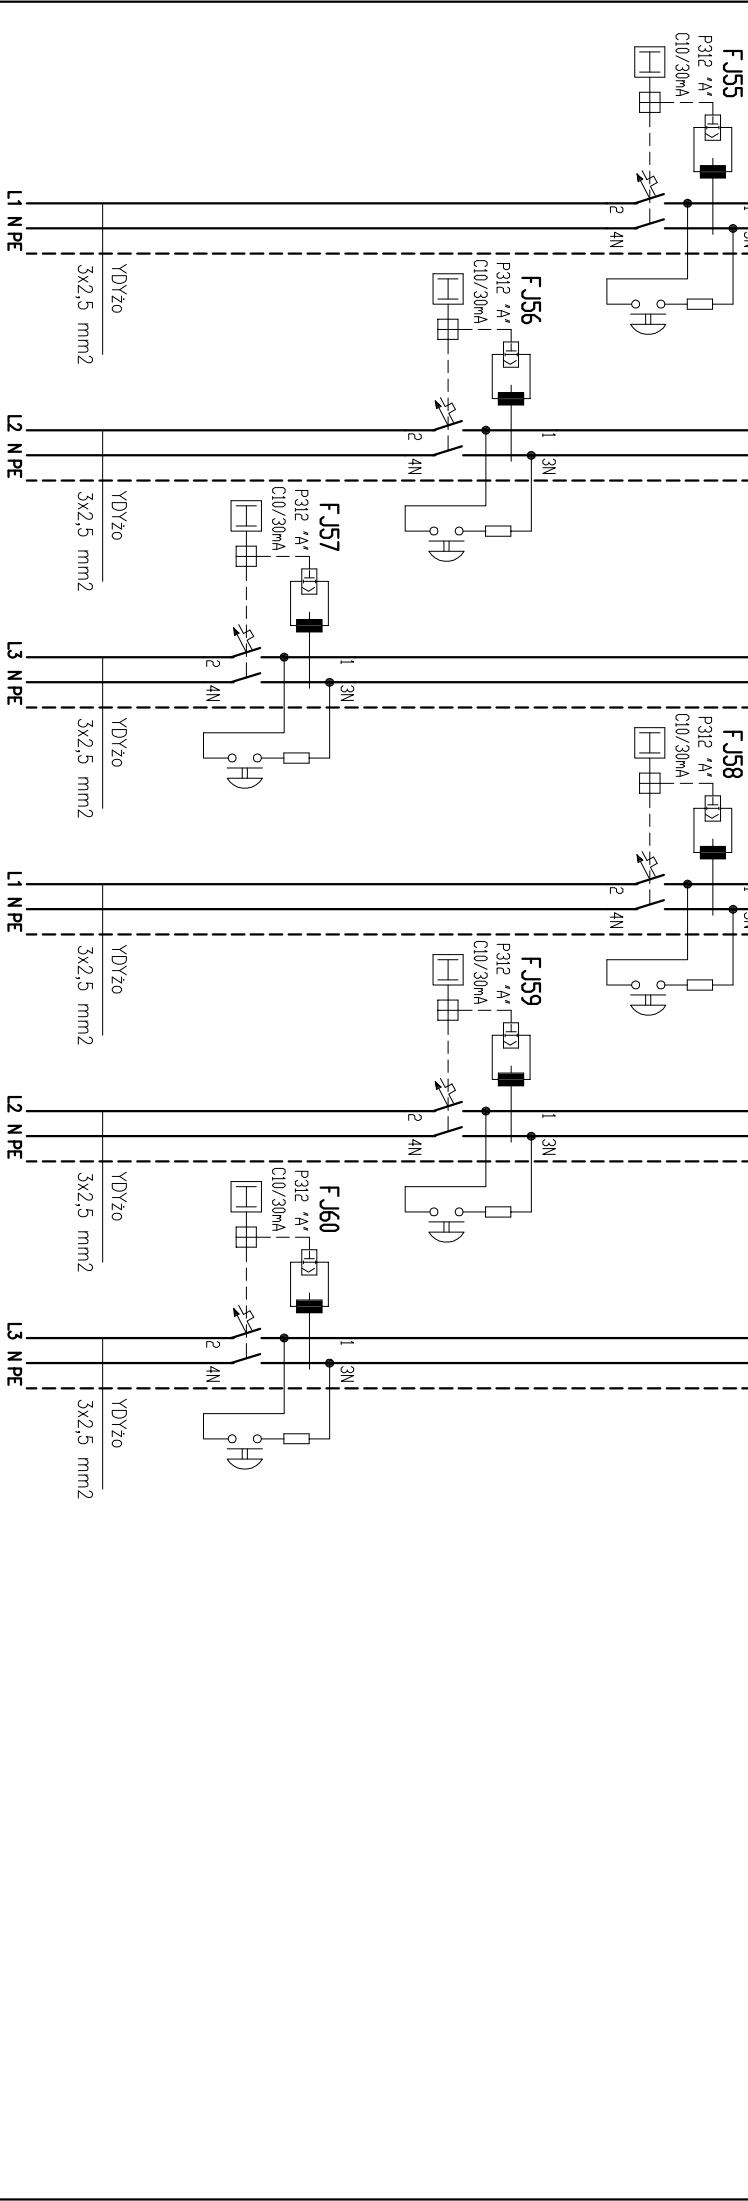 FJ55
P312 "A"
C10/30mA
1
3N
2
4N
L1 N PE
YDYżo
3x2,5 mm2
FJ56
P312 "A"
C10/30mA
1
3N
2
4N
L2 N PE
YDYżo
3x2,5 mm2
FJ57
P312 "A"
C10/30mA
1
3N
2
4N
L3 N PE
YDYżo
3x2,5 mm2
FJ58
P312 "A"
C10/30mA
1
3N
2
4N
L1 N PE
YDYżo
3x2,5 mm2
FJ59
P312 "A"
C10/30mA
1
3N
2
4N
L2 N PE
YDYżo
3x2,5 mm2
FJ60
P312 "A"
C10/30mA
1
3N
2
4N
L3 N PE
YDYżo
3x2,5 mm2